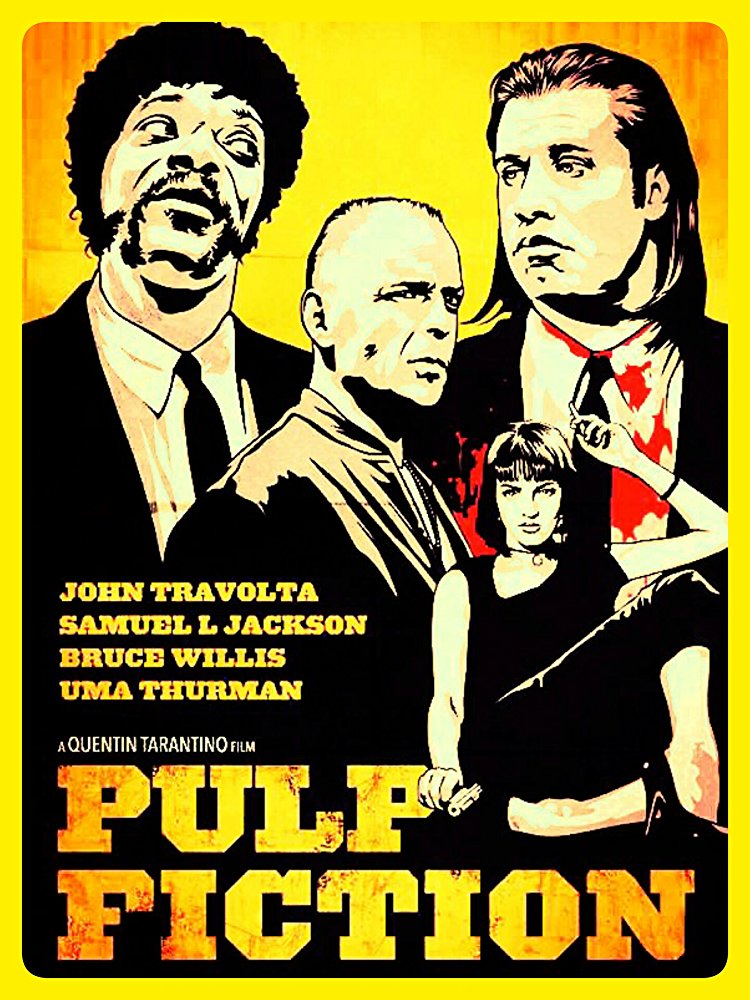 JOHN TRAVOLTA
SAMUEL L JACKSON
BRUCE WILLIS
UMA THURMAN
A QUENTIN TARANTINO FILM
PULP
FICTION